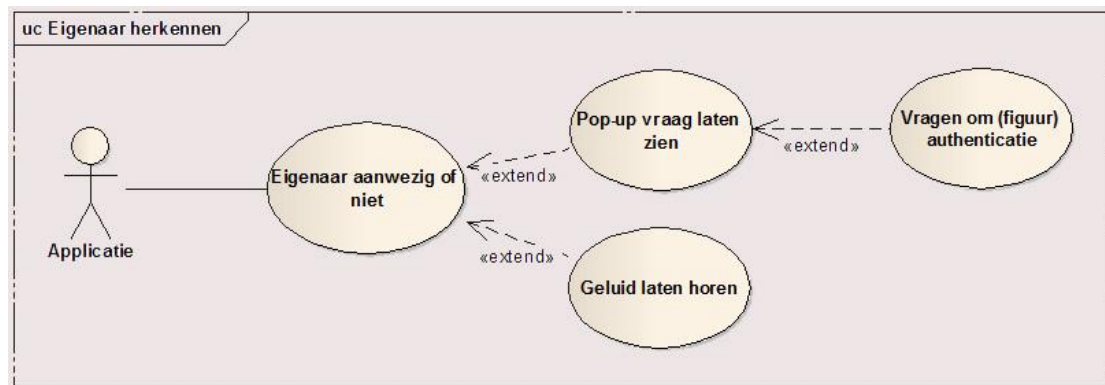 uc Eigenaar herkennen
Applicatie
Eigenaar aanwezig of
niet
«extend»
Pop-up vraag laten
zien
«extend»
Vragen om (figuur)
authenticatie
«extend»
Geluid laten horen